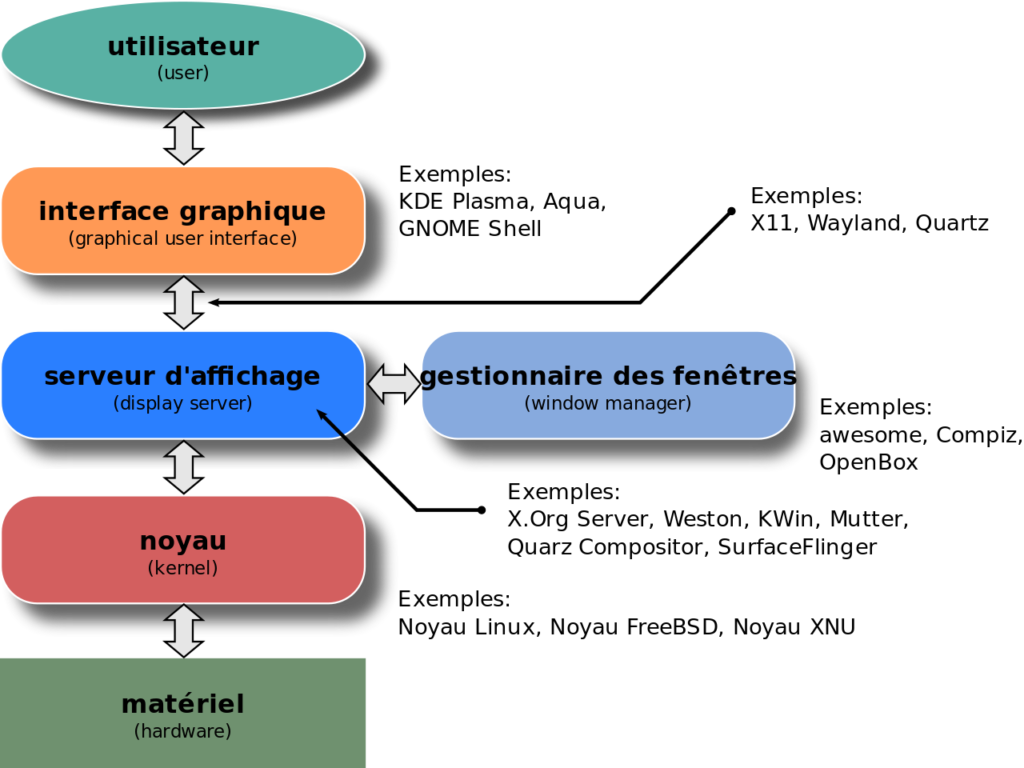 utilisateur
(user)
interface graphique
(graphical user interface)
Exemples:
KDE Plasma, Aqua,
GNOME Shell
Exemples:
X11, Wayland, Quartz
serveur d'affichage
(display server)
gestionnaire des fenêtres
(window manager)
Exemples:
awesome, Compiz,
OpenBox
Exemples:
X.Org Server, Weston, KWin, Mutter,
Quarz Compositor, SurfaceFlinger
noyau
(kernel)
Exemples:
Noyau Linux, Noyau FreeBSD, Noyau XNU
matériel
(hardware)